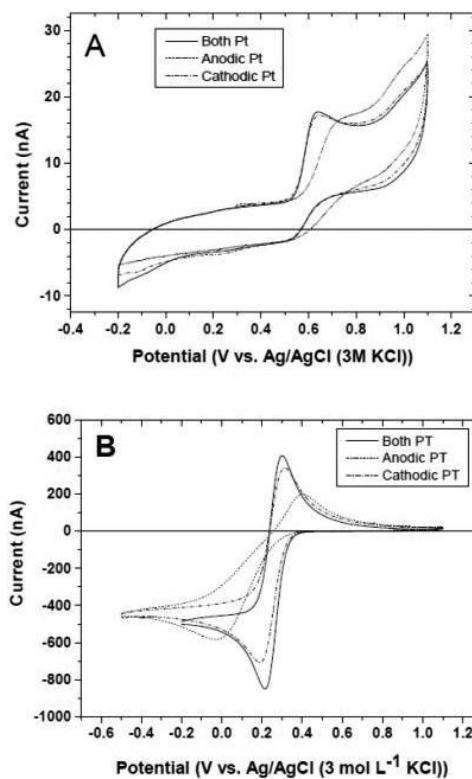 A
Both Pt
Anodic Pt
Cathodic Pt
30
20
10
0
-10
Current (nA)
-0.4 -0.2 0.0 0.2 0.4 0.6 0.8 1.0 1.2
Potential (V vs. Ag/AgCl (3M KCl))
B
Both PT
Anodic PT
Cathodic PT
600
400
200
0
-200
-400
-600
-800
-1000
Current (nA)
-0.6 -0.4 -0.2 0.0 0.2 0.4 0.6 0.8 1.0 1.2
Potential (V vs. Ag/AgCl (3 mol L-1 KCl))